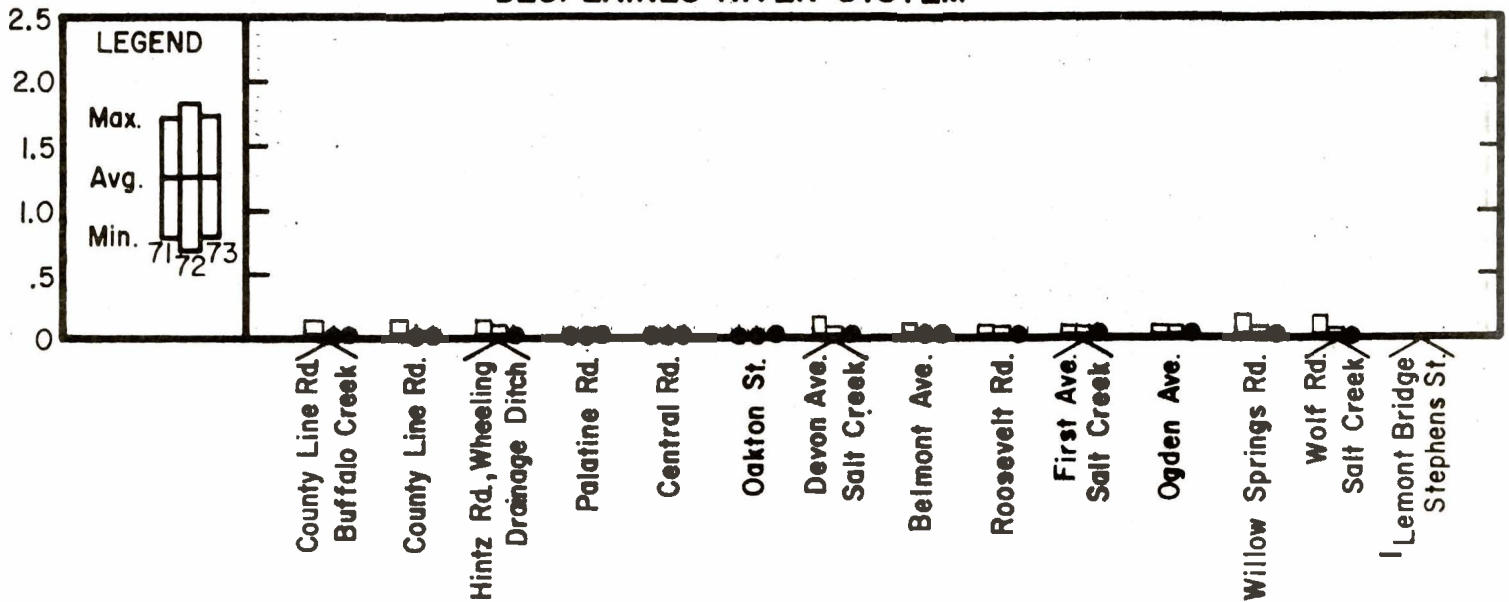 2.5
2.0
1.5
1.0
.5
0
LEGEND
Max.
Avg.
Min.
71
72
73
County Line Rd.
Buffalo Creek
County Line Rd.
Hintz Rd., Wheeling
Drainage Ditch
Palatine Rd.
Central Rd.
Oakton St.
Devon Ave.
Salt Creek
Belmont Ave.
Roosevelt Rd.
First Ave.
Salt Creek
Ogden Ave.
Willow Springs Rd.
Wolf Rd.
Salt Creek
Lemont Bridge
Stephens St.